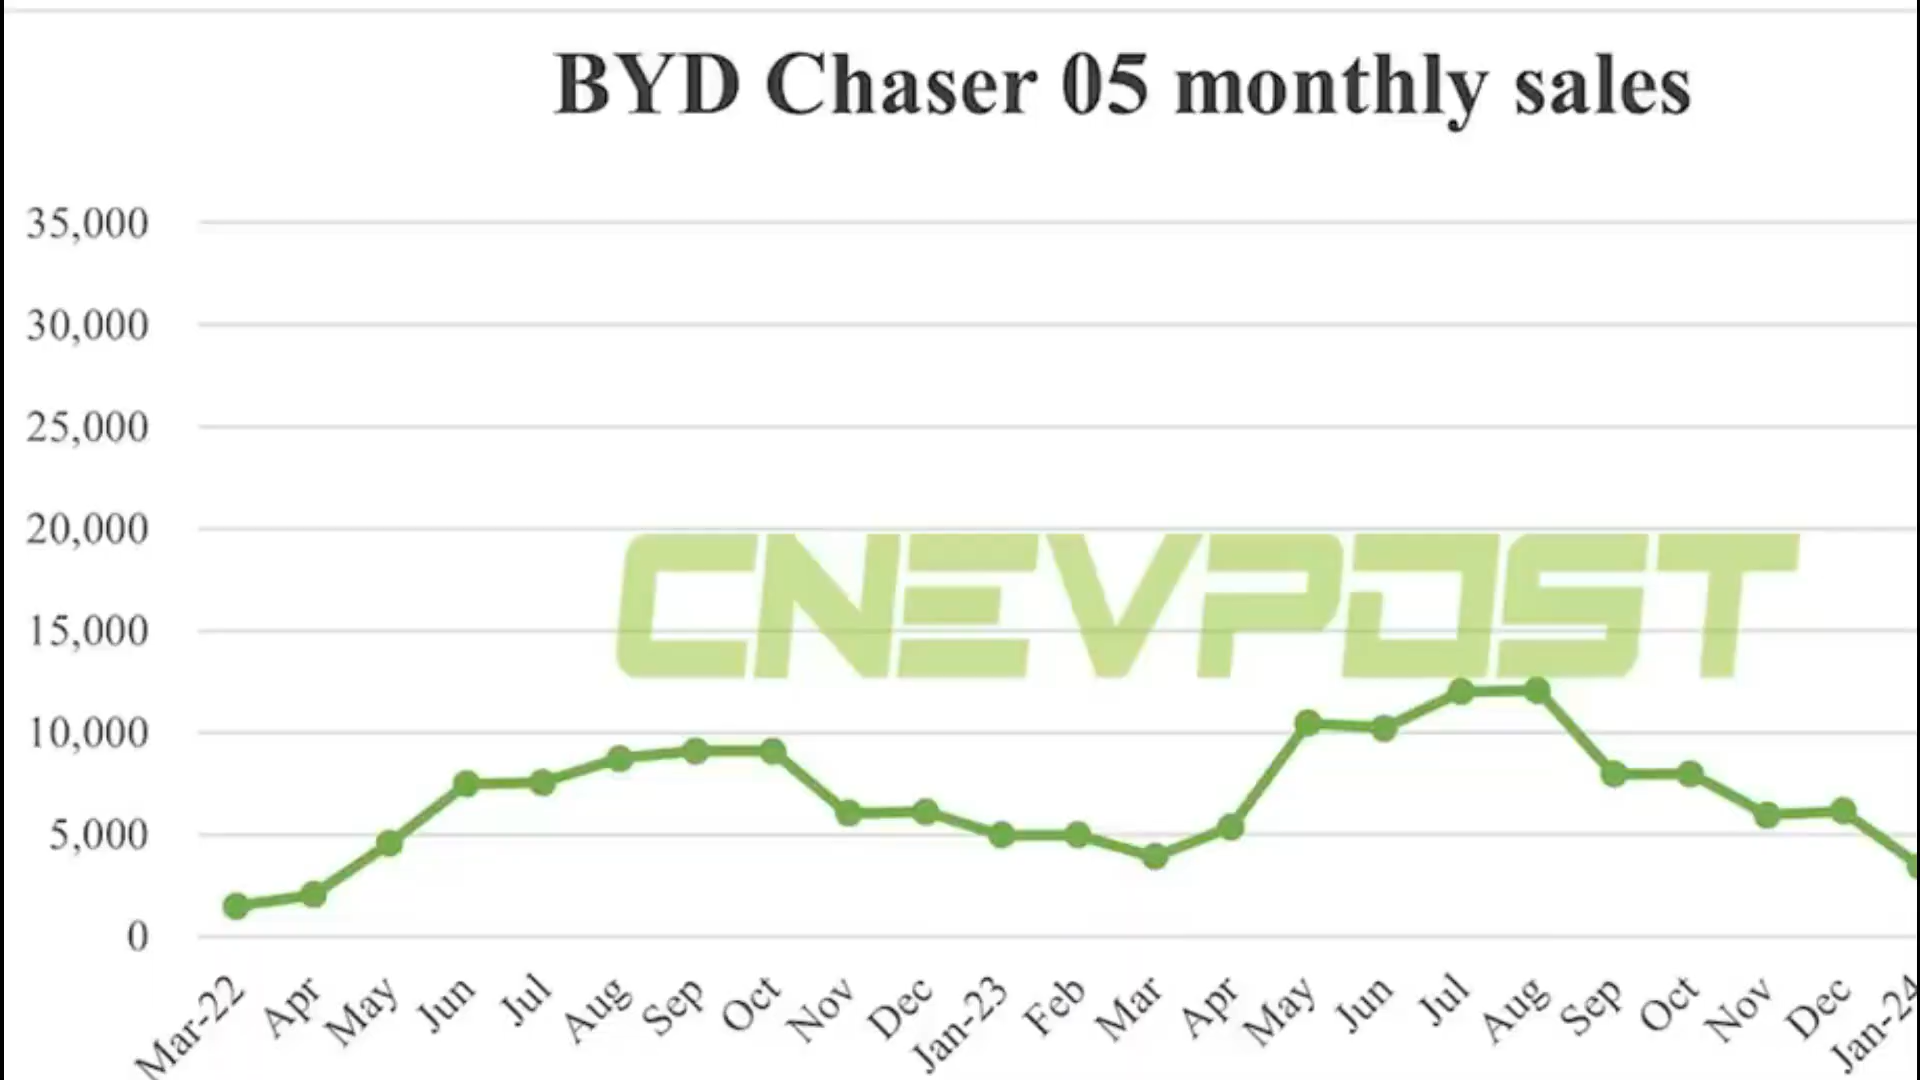 BYD Chaser 05 monthly sales
35,000
30,000
25,000
20,000
CNEVPOST
15,000
10,000
5,000
0
Mar-22 Apr May Jun Jul Aug Sep Oct Nov Dec Jan-23 Feb Mar Apr May Jun Jul Aug Sep Oct Nov Dec Jan-24